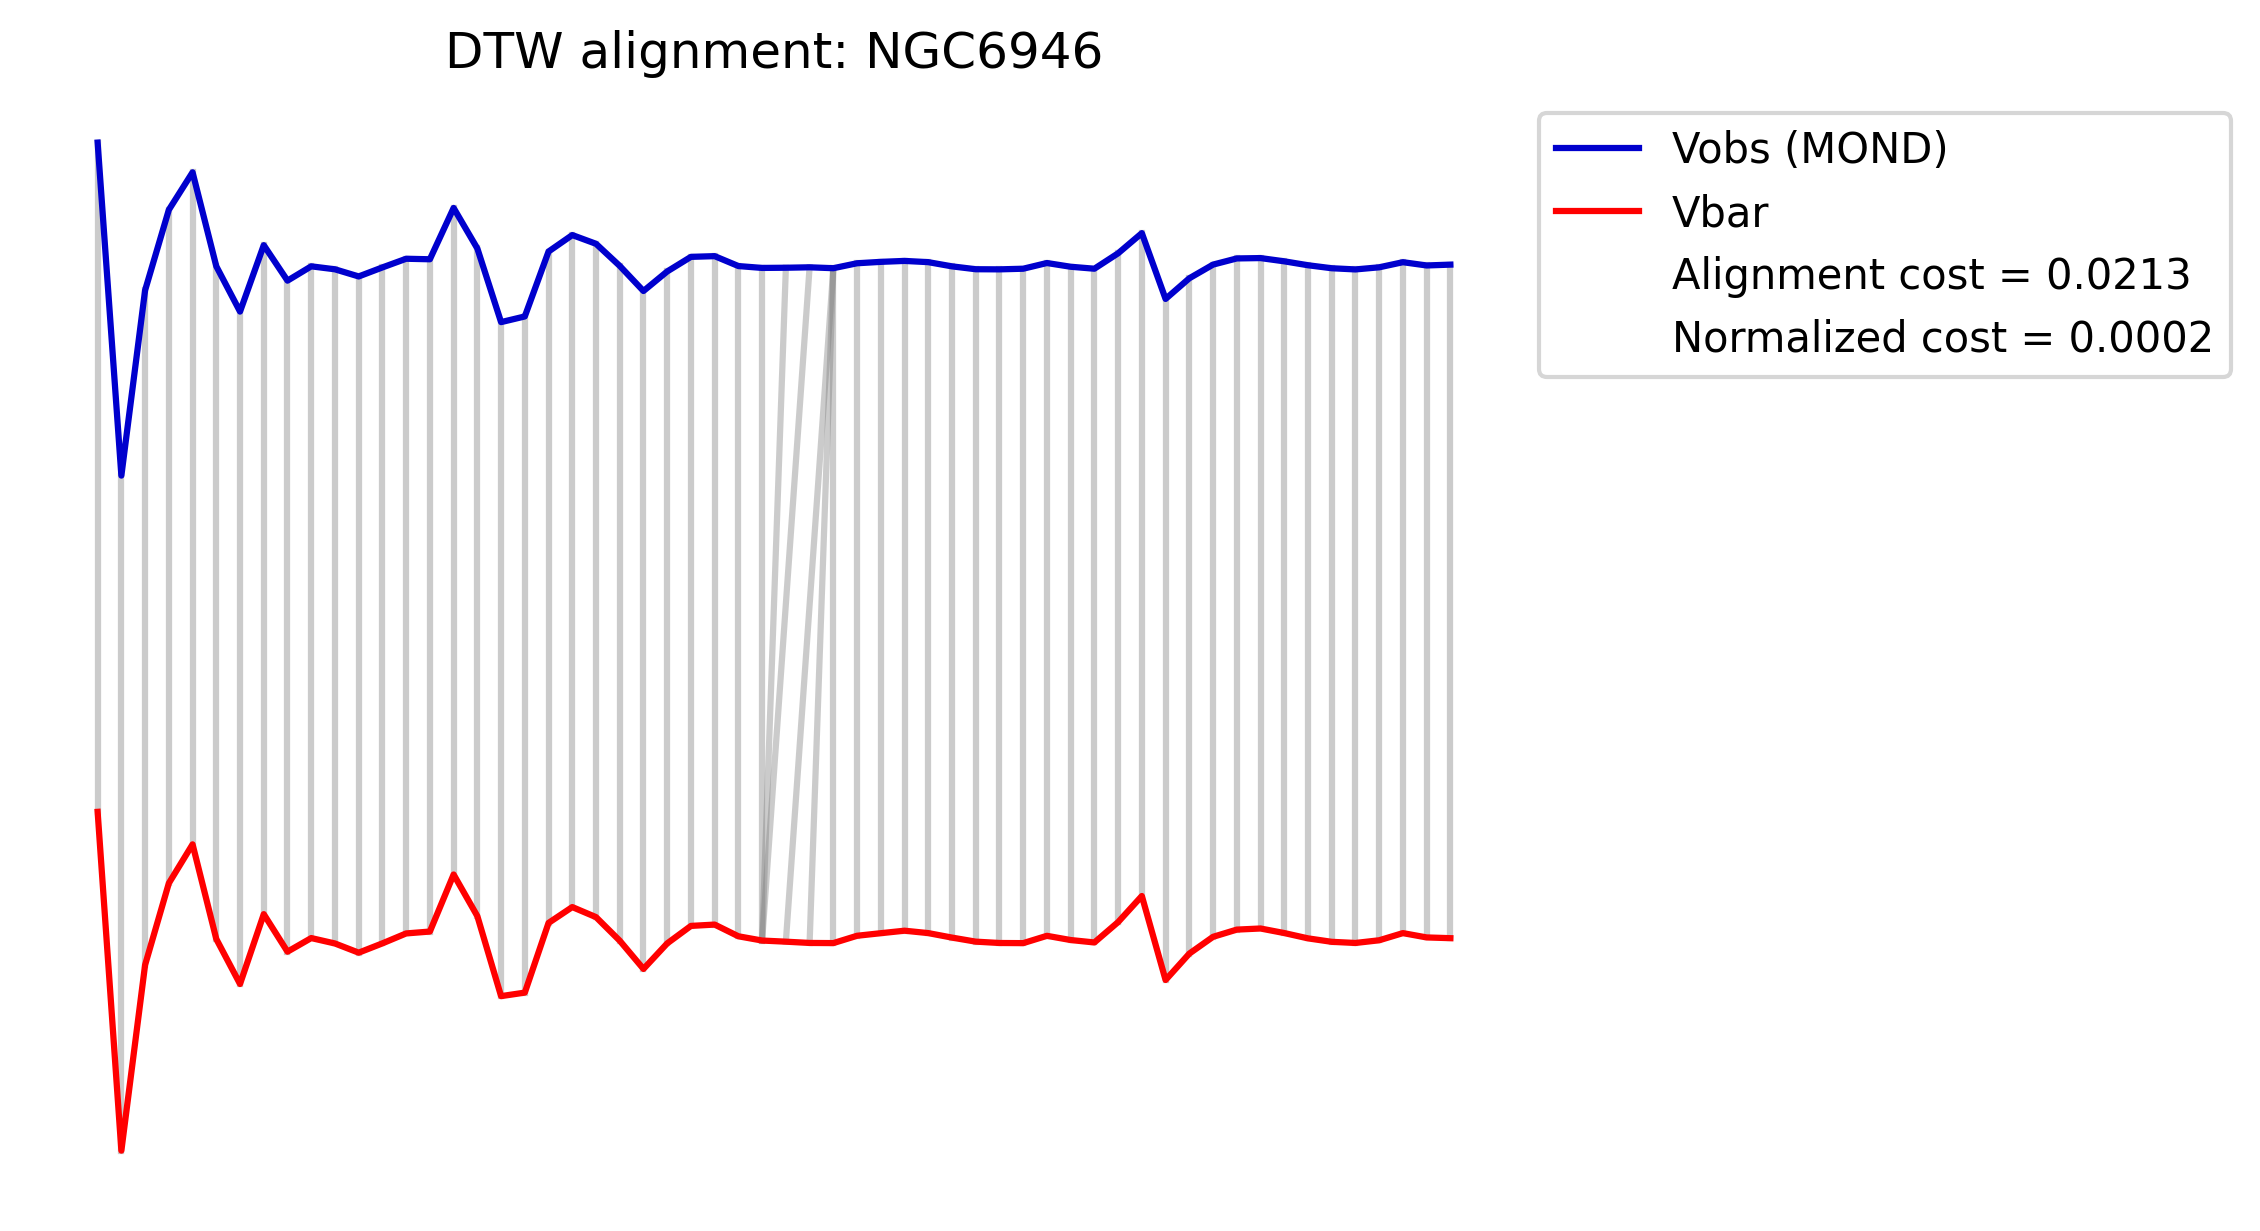 DTW alignment: NGC6946
Vobs (MOND)
Vbar
Alignment cost = 0.0213
Normalized cost = 0.0002